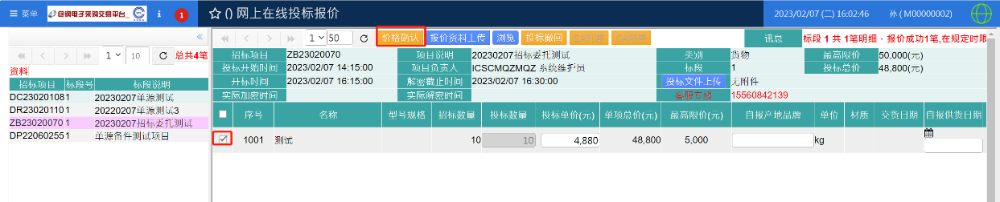 菜单 包钢电子采购交易平台 1 () 网上在线投标报价 2023/02/07 (二) 16:02:46 孙 ( M00000002)
1 10 总共4笔
资料
招标项目 标段号 标段说明
DC23020108 1 20230207单源测试
DR23020110 1 20220207单源测试3
ZB23020070 1 20230207招标委托测试
DP22060255 1 单源备件测试项目
1 50 价格确认 报价资料上传 浏览 投标撤回 讯息 标段 1 共 1笔明细 - 报价成功1笔,在规定时限
招标项目 ZB23020070 项目说明 20230207招标委托测试 类别 货物 最高限价 50,000(元)
投标开始时间 2023/02/07 14:15:00 项目负责人 ICSCMQZMQZ 系统维护员 标段 1 投标总价 48,800(元)
开标时间 2023/02/07 16:15:00 解密截止时间 2023/02/07 16:30:00 投标文件上传 无附件
实际加密时间 实际解密时间 客服专线 15560842139
序号 名称 型号规格 招标数量 投标数量 投标单价(元) 单项总价(元) 最高限价(元) 自报产地品牌 单位 材质 交货日期 自报供货日期
1001 测试 10 10 4,880 48,800 5,000 kg